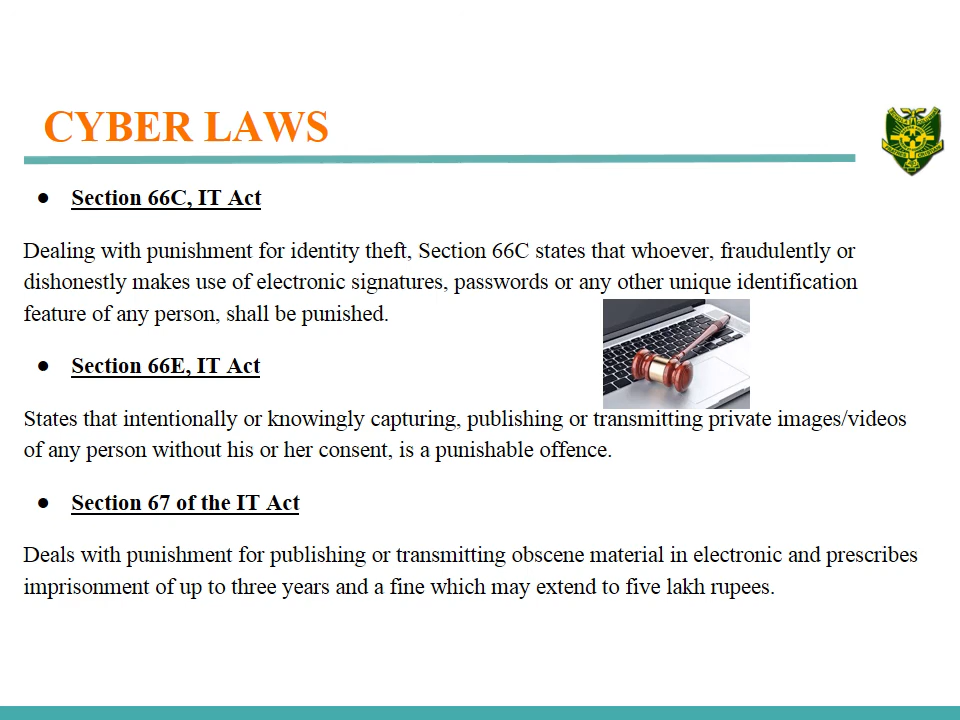 CYBER LAWS
● Section 66C, IT Act
Dealing with punishment for identity theft, Section 66C states that whoever, fraudulently or
dishonestly makes use of electronic signatures, passwords or any other unique identification
feature of any person, shall be punished.
● Section 66E, IT Act
States that intentionally or knowingly capturing, publishing or transmitting private images/videos
of any person without his or her consent, is a punishable offence.
● Section 67 of the IT Act
Deals with punishment for publishing or transmitting obscene material in electronic and prescribes
imprisonment of up to three years and a fine which may extend to five lakh rupees.